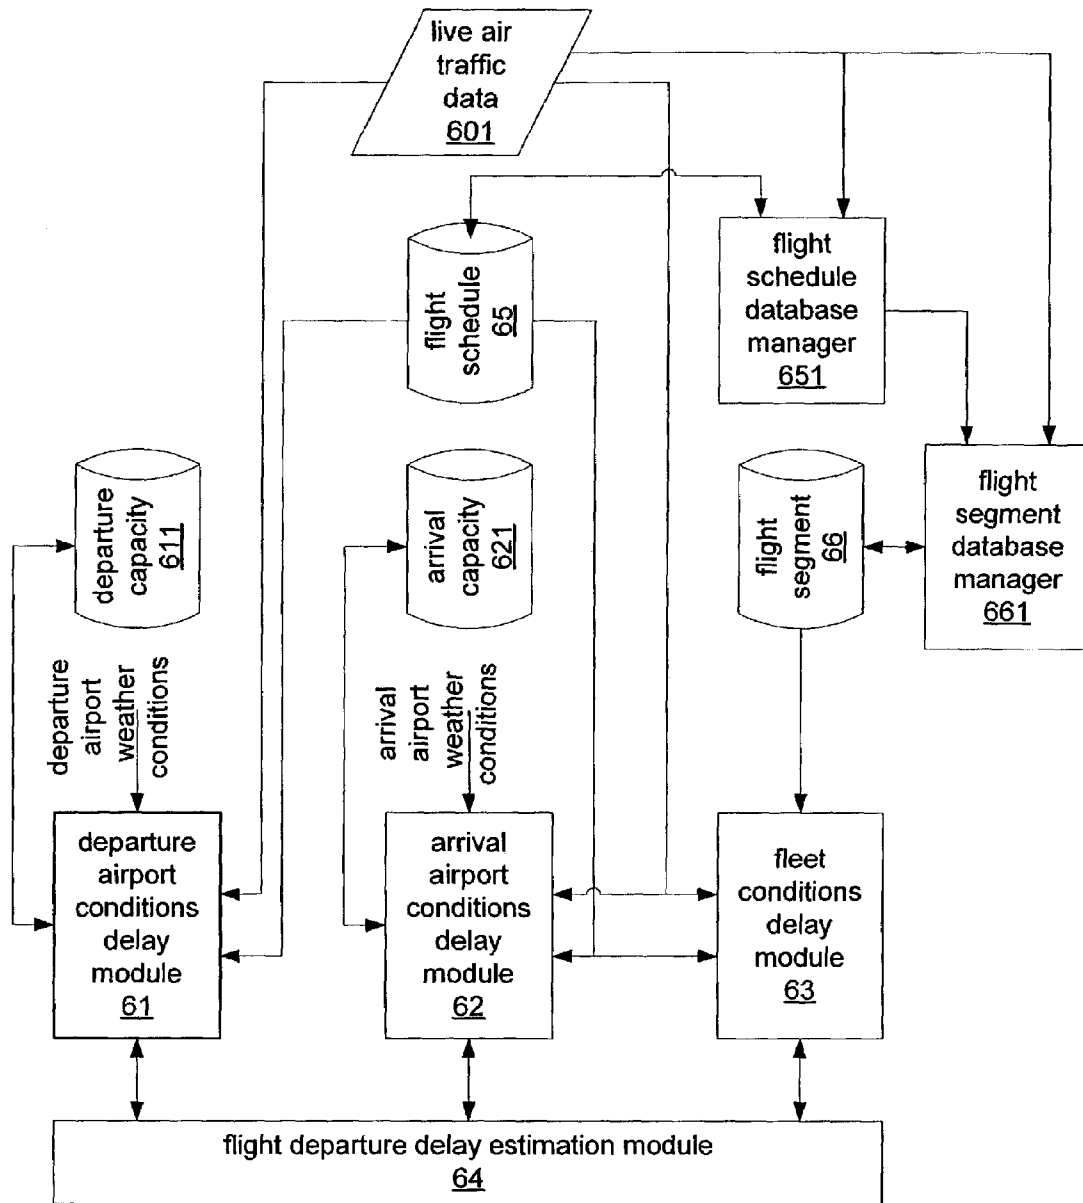 live air
traffic
data
601
flight
schedule
65
flight
schedule
database
manager
651
departure
capacity
611
arrival
capacity
621
flight
segment
66
flight
segment
database
manager
661
departure
airport
weather
conditions
arrival
airport
weather
conditions
departure
airport
conditions
delay
module
61
arrival
airport
conditions
delay
module
62
fleet
conditions
delay
module
63
flight departure delay estimation module
64